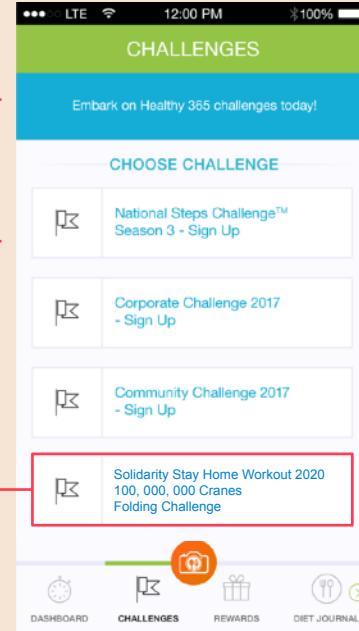 LTE 12:00 PM 100%
CHALLENGES
Embark on Healthy 365 challenges today!
CHOOSE CHALLENGE
National Steps Challenge™
Season 3 - Sign Up
Corporate Challenge 2017
- Sign Up
Community Challenge 2017
- Sign Up
Solidarity Stay Home Workout 2020
100, 000, 000 Cranes
Folding Challenge
DASHBOARD CHALLENGES REWARDS DIET JOURNAL